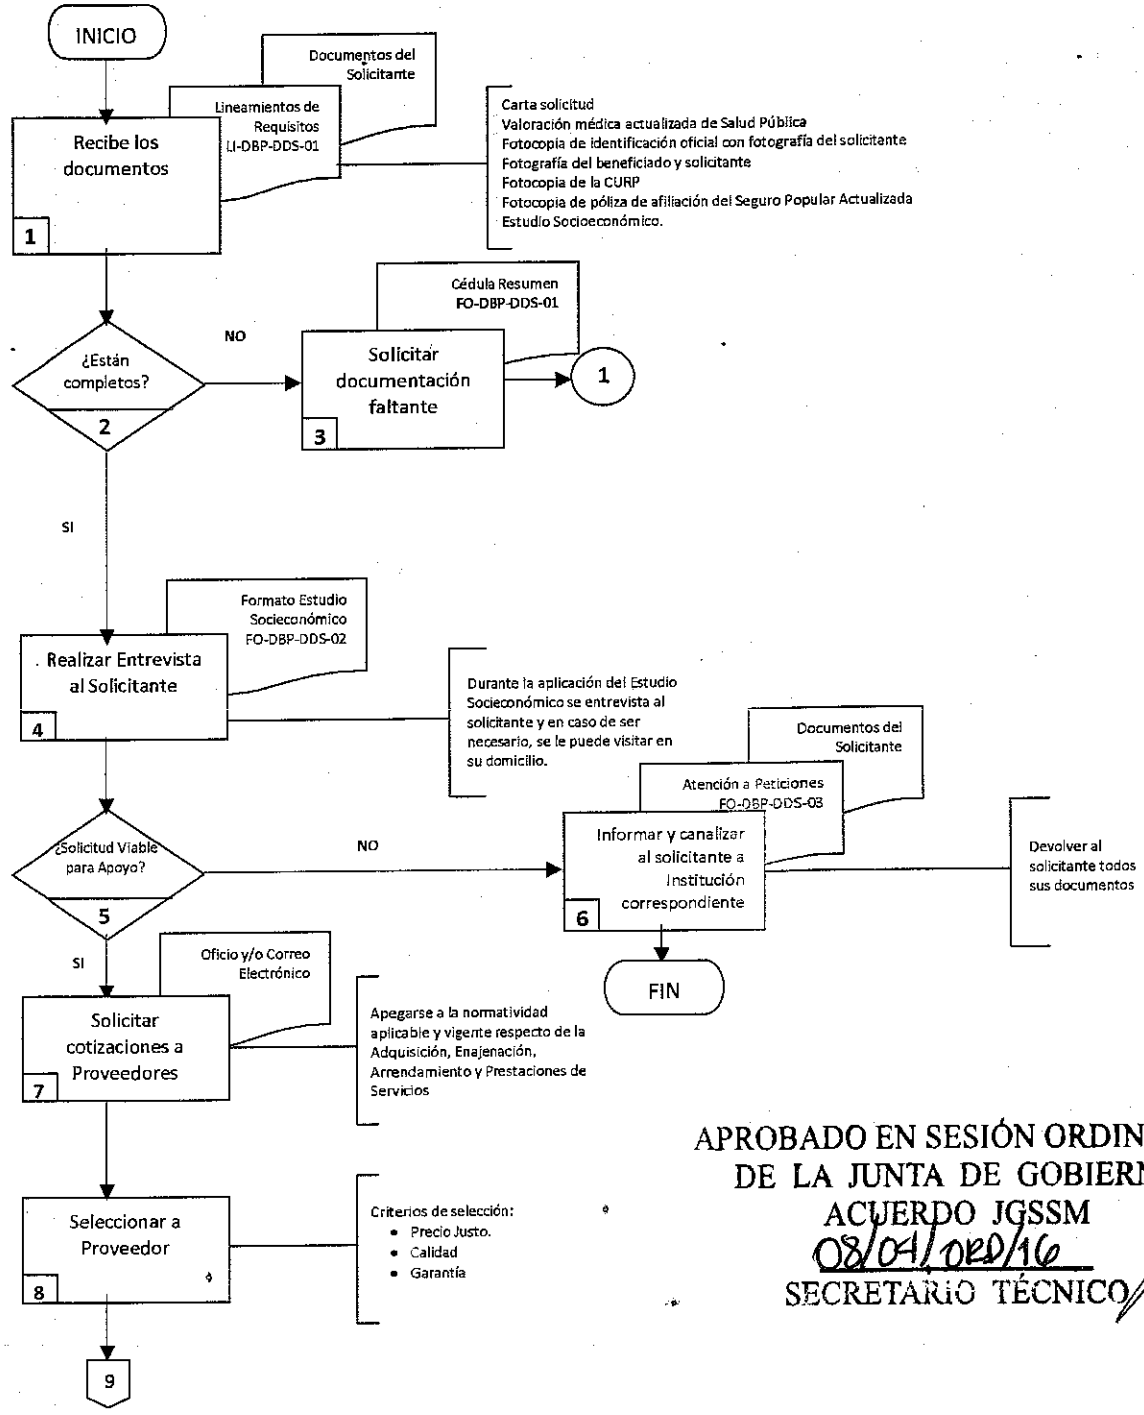 INICIO
Documentos del
Solicitante
Lineamientos de
Requisitos
LI-DBP-DDS-01
Recibe los
documentos
1
Carta solicitud
Valoración médica actualizada de Salud Pública
Fotocopia de identificación oficial con fotografía del solicitante
Fotografía del beneficiado y solicitante
Fotocopia de la CURP
Fotocopia de póliza de afiliación del Seguro Popular Actualizada
Estudio Socioeconómico.
Cédula Resumen
FO-DBP-DDS-01
¿Están
completos?
2
NO
Solicitar
documentación
faltante
3
1
SI
Formato Estudio
Socieconómico
FO-DBP-DDS-02
Realizar Entrevista
al Solicitante
4
Durante la aplicación del Estudio
Socieconómico se entrevista al
solicitante y en caso de ser
necesario, se le puede visitar en
su domicilio.
Documentos del
Solicitante
Atención a Peticiones
FO-DBP-DDS-03
¿Solicitud Viable
para Apoyo?
5
NO
Informar y canalizar
al solicitante a
Institución
correspondiente
6
Devolver al
solicitante todos
sus documentos
FIN
SI
Oficio y/o Correo
Electrónico
Solicitar
cotizaciones a
Proveedores
7
Apegarse a la normatividad
aplicable y vigente respecto de la
Adquisición, Enajenación,
Arrendamiento y Prestaciones de
Servicios
Seleccionar a
Proveedor
8
Criterios de selección:
• Precio Justo.
• Calidad
• Garantía
9
APROBADO EN SESIÓN ORDIN
DE LA JUNTA DE GOBIERN
ACUERDO JGSSM
08/04/ORD/16
SECRETARIO TÉCNICO